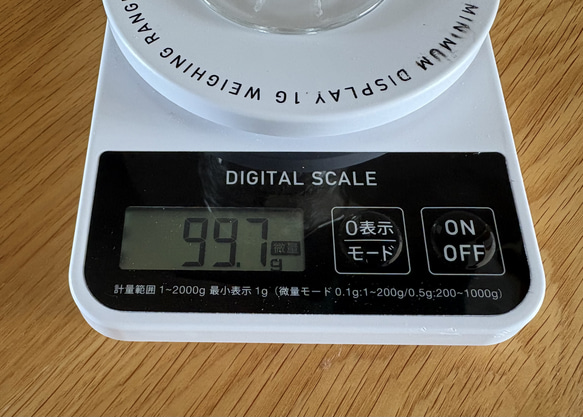 MINIMUM DISPLAY 1G WEIGHING RANG
DIGITAL SCALE
99.7g
微量
0表示
モード
ON
OFF
計量範囲 1~2000g 最小表示 1g（微量モード 0.1g:1~200g/0.5g:200~1000g）